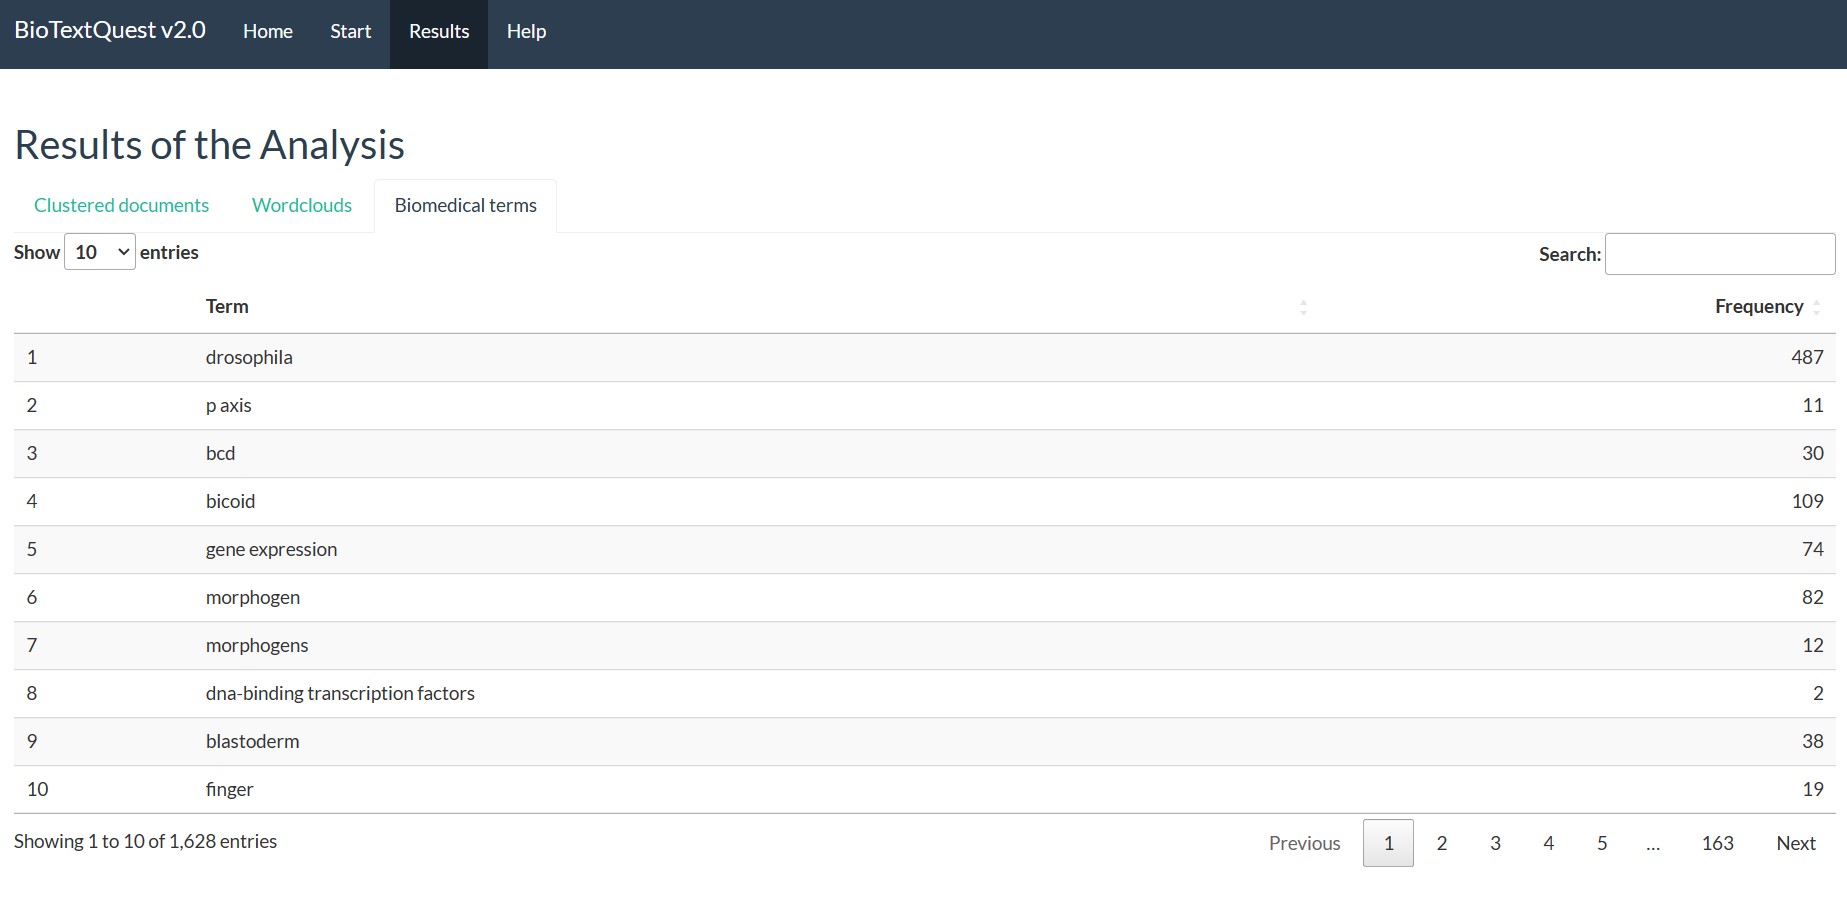 BioTextQuest v2.0 Home Start Results Help
Results of the Analysis
Clustered documents Wordclouds Biomedical terms
Show 10 entries Search:
Term Frequency
1 drosophila 487
2 p axis 11
3 bcd 30
4 bicoid 109
5 gene expression 74
6 morphogen 82
7 morphogens 12
8 dna-binding transcription factors 2
9 blastoderm 38
10 finger 19
Showing 1 to 10 of 1,628 entries Previous 1 2 3 4 5 ... 163 Next